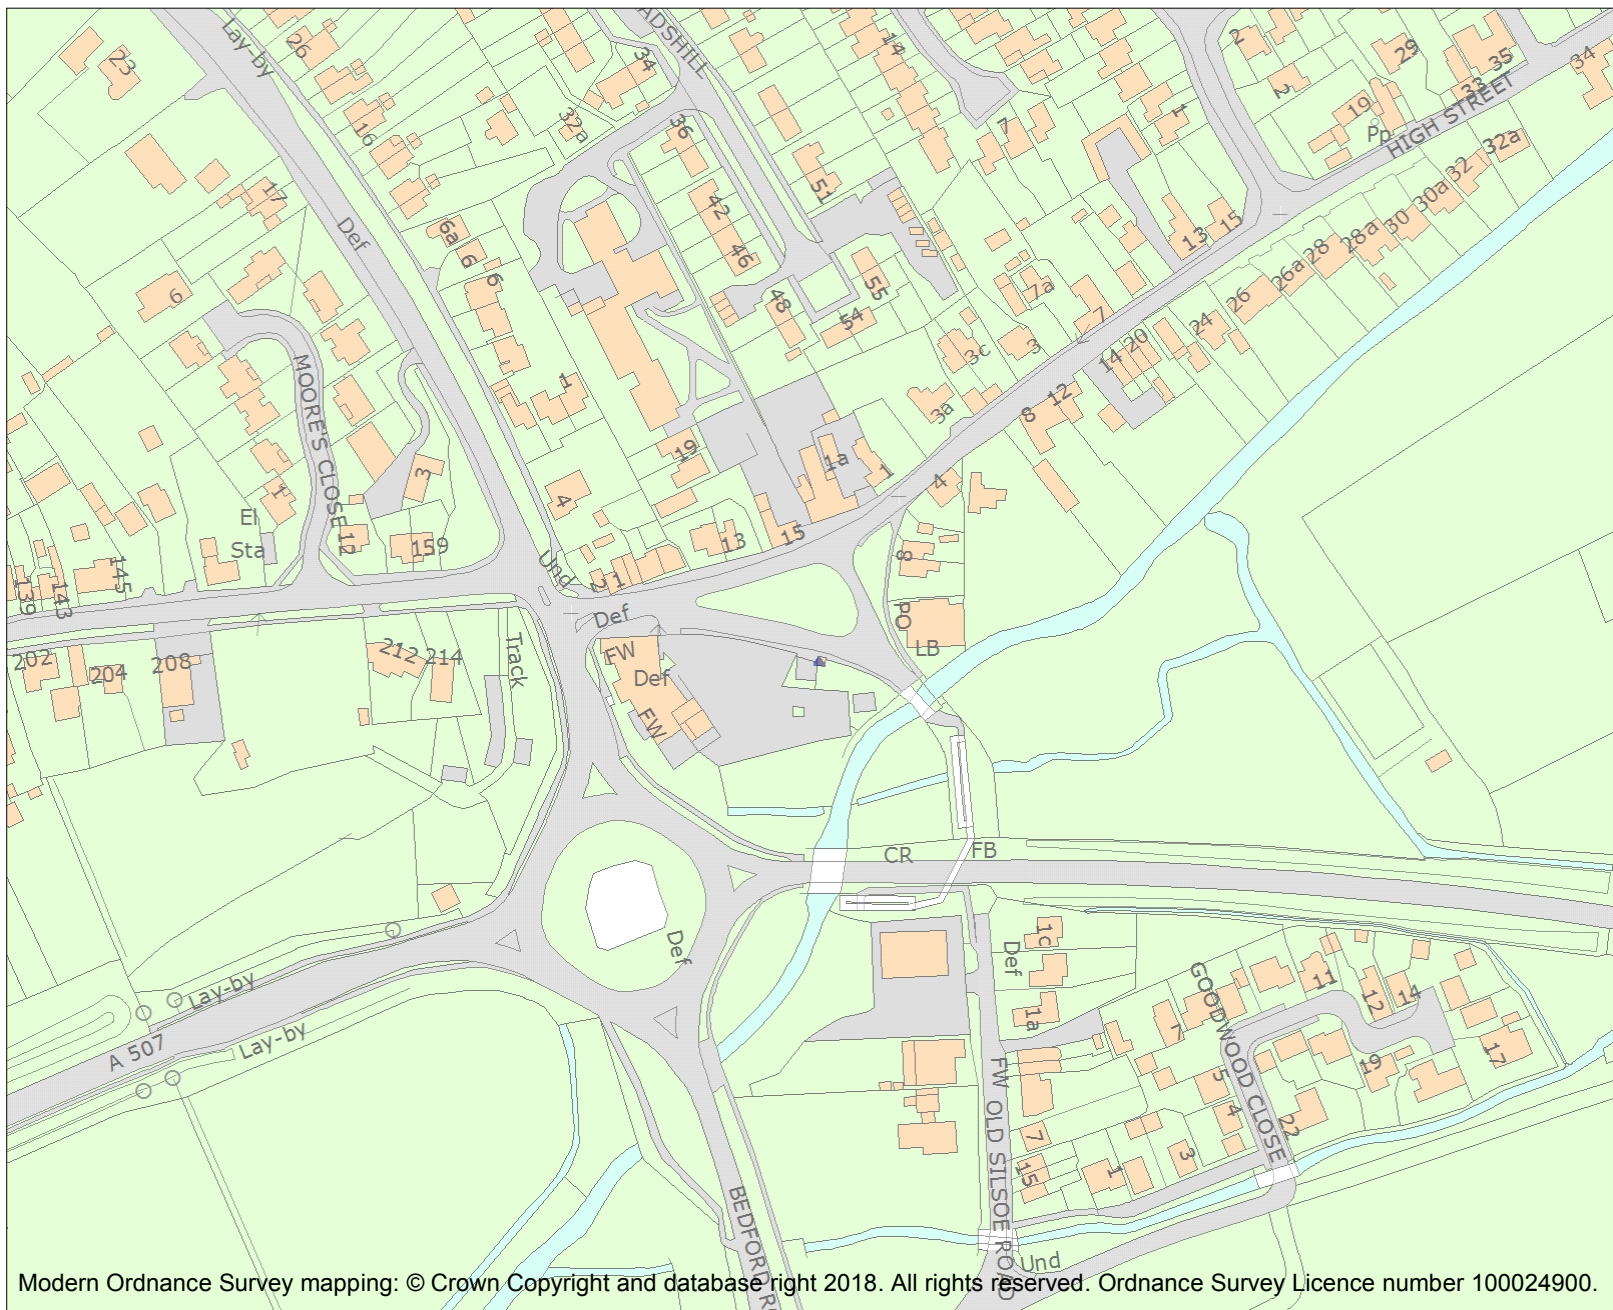 Lay-by
26
23
34
ADSHILL
14
2
29
35
33
34
2
19
Pp
HIGH STREET
32a
16
32a
36
7
1
51
32
30a
30
28a
28
26a
26
17
Def
6a
6
6
42
46
13
15
6
55
48
54
7a
7
3c
3
24
20
14
MOORE'S CLOSE
1
3a
12
8
3
19
1a
1
4
4
1
El
Sta
12
159
13
15
Und
145
143
139
2
1
Def
8
PO
LB
202
204
208
212
214
Track
FW
Def
FW
CR
FB
Def
1c
Def
1a
GOODWOOD CLOSE
11
12
14
7
17
19
5
4
22
Lay-by
Lay-by
A 507
FW
OLD SILSOE ROAD
7
15
1
3
BEDFORD R
Und
Modern Ordnance Survey mapping: © Crown Copyright and database right 2018. All rights reserved. Ordnance Survey Licence number 100024900.